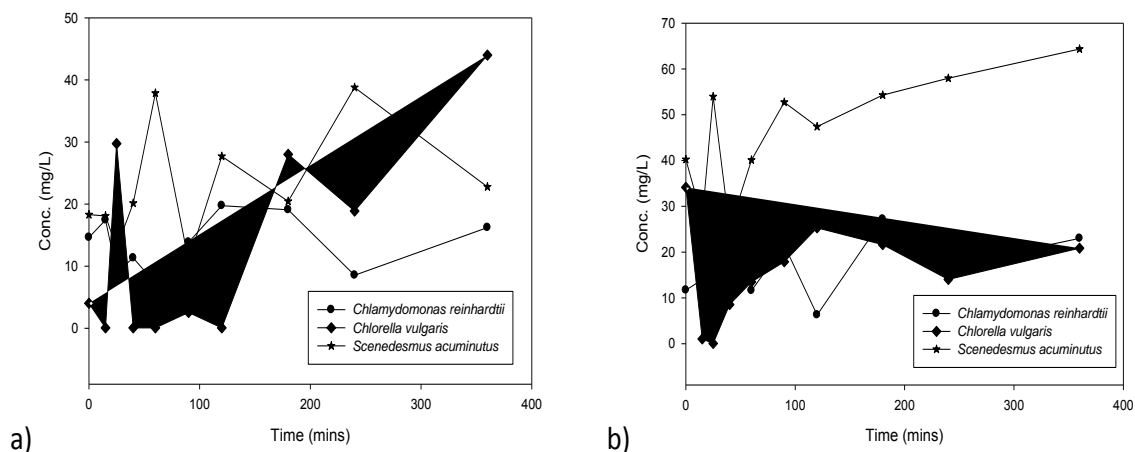 50
40
30
20
10
0
Conc. (mg/L)
0 100 200 300 400
Time (mins)
Chlamydomonas reinhardtii
Chlorella vulgaris
Scenedesmus acuminutus
a)
70
60
50
40
30
20
10
0
Conc. (mg/L)
0 100 200 300 400
Time (mins)
Chlamydomonas reinhardtii
Chlorella vulgaris
Scenedesmus acuminutus
b)